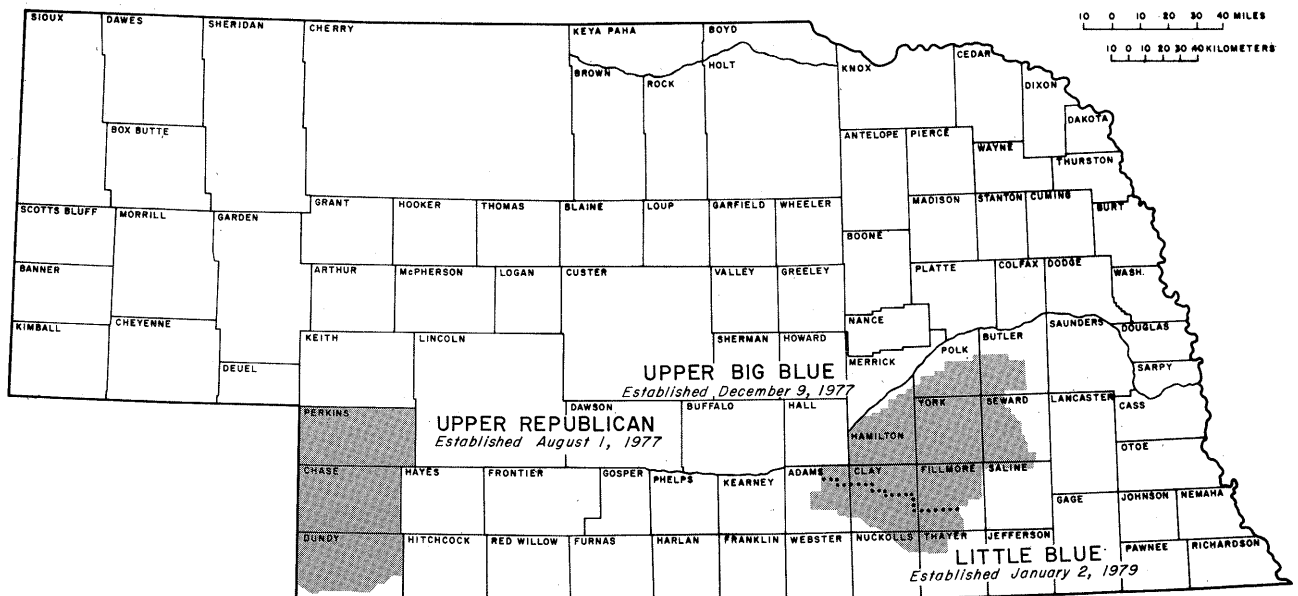 10 0 10 20 30 40 MILES
10 0 10 20 30 40 KILOMETERS
SIOUX
DAWES
SHERIDAN
CHERRY
KEYA PAHA
BOYD
BROWN
ROCK
HOLT
KNOX
CEDAR
DIXON
DAKOTA
BOX BUTTE
ANTELOPE
PIERCE
WAYNE
THURSTON
SCOTTS BLUFF
MORRILL
GARDEN
GRANT
HOOKER
THOMAS
BLAINE
LOUP
GARFIELD
WHEELER
MADISON
STANTON
CUMING
BURT
BOONE
BANNER
ARTHUR
McPHERSON
LOGAN
CUSTER
VALLEY
GREELEY
PLATTE
COLFAX
DODGE
WASH.
KIMBALL
CHEYENNE
DEUEL
KEITH
LINCOLN
SHERMAN
HOWARD
NANCE
MERRICK
POLK
BUTLER
SAUNDERS
DOUGLAS
SARPY
UPPER BIG BLUE
Established December 9, 1977
PERKINS
UPPER REPUBLICAN
Established August 1, 1977
DAWSON
BUFFALO
HALL
HAMILTON
YORK
SEWARD
LANCASTER
CASS
OTOE
CHASE
HAYES
FRONTIER
GOSPER
PHELPS
KEARNEY
ADAMS
CLAY
FILLMORE
SALINE
GAGE
JOHNSON
NEMAHA
DUNDY
HITCHCOCK
RED WILLOW
FURNAS
HARLAN
FRANKLIN
WEBSTER
NUCKOLLS
THAYER
JEFFERSON
PAWNEE
RICHARDSON
LITTLE BLUE
Established January 2, 1979